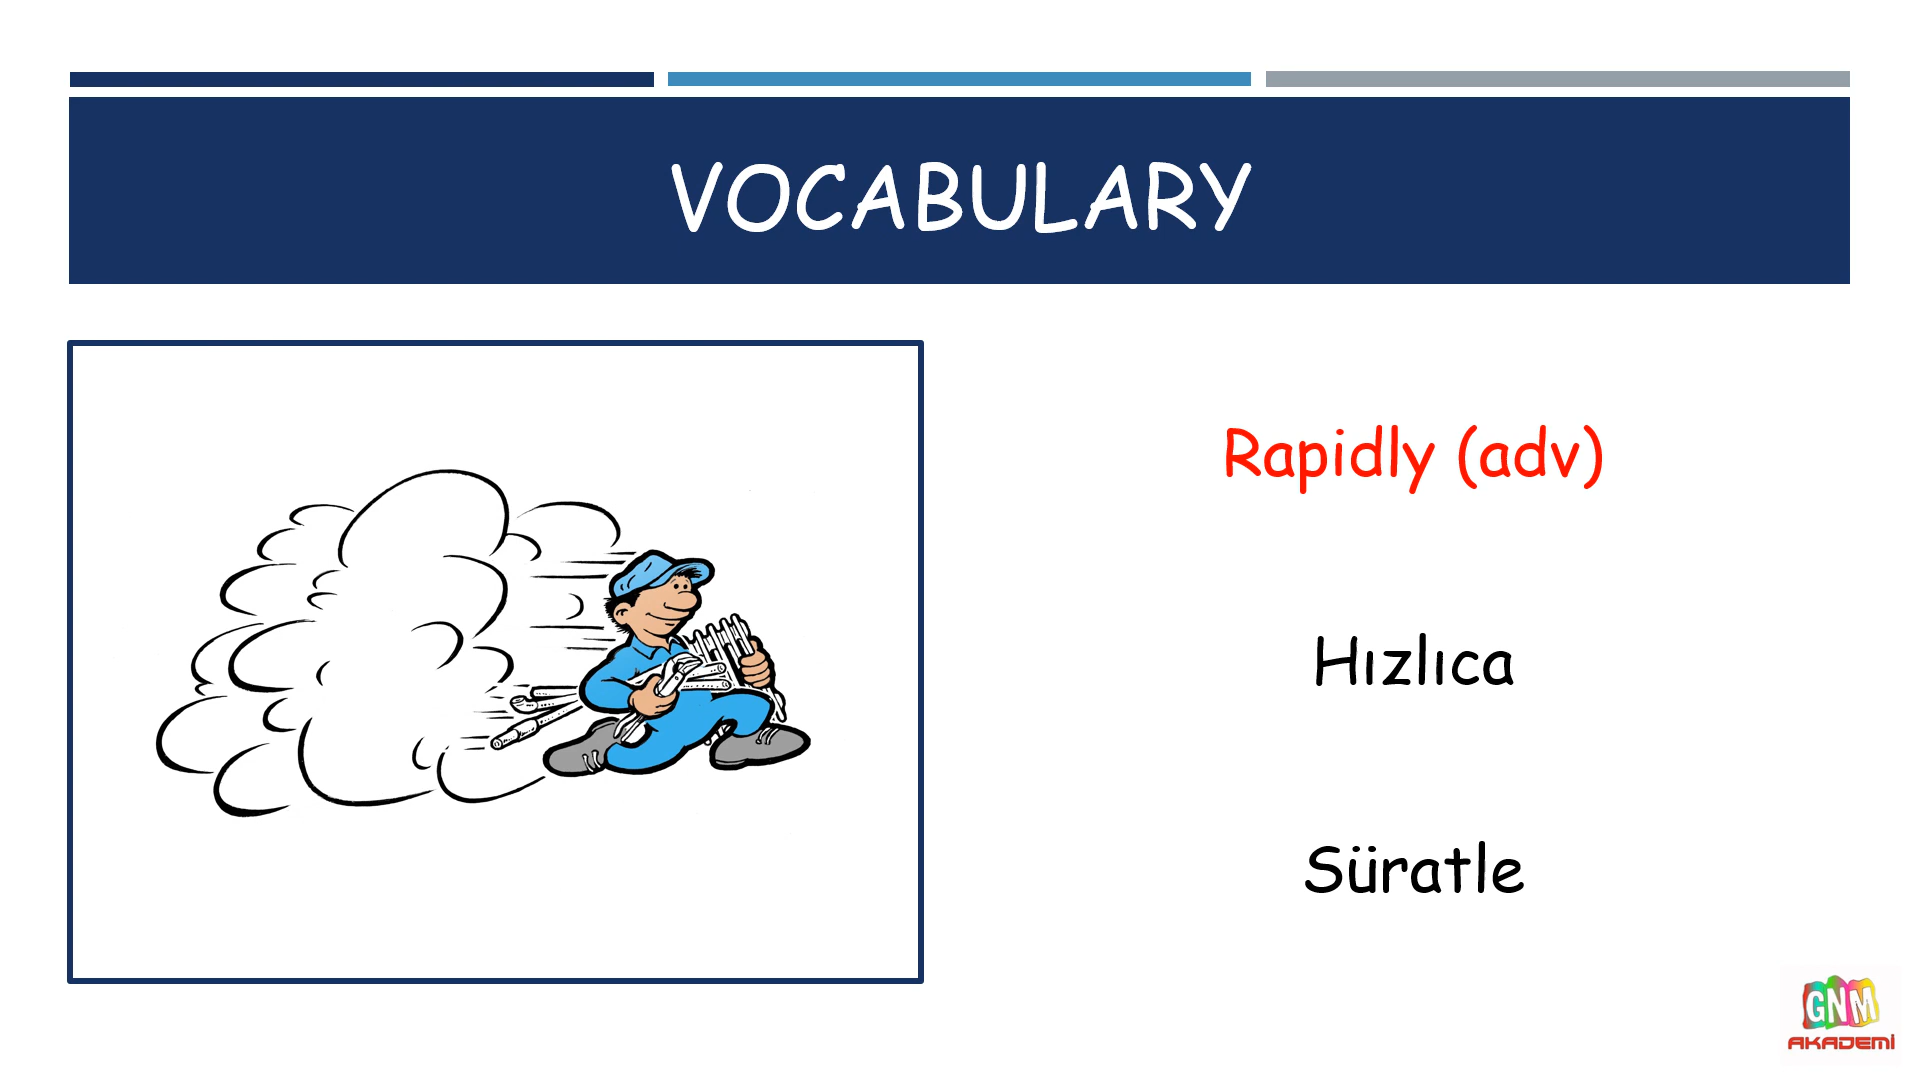 VOCABULARY
Rapidly (adv)
Hızlıca
Süratle
GNM
AKADEMİ